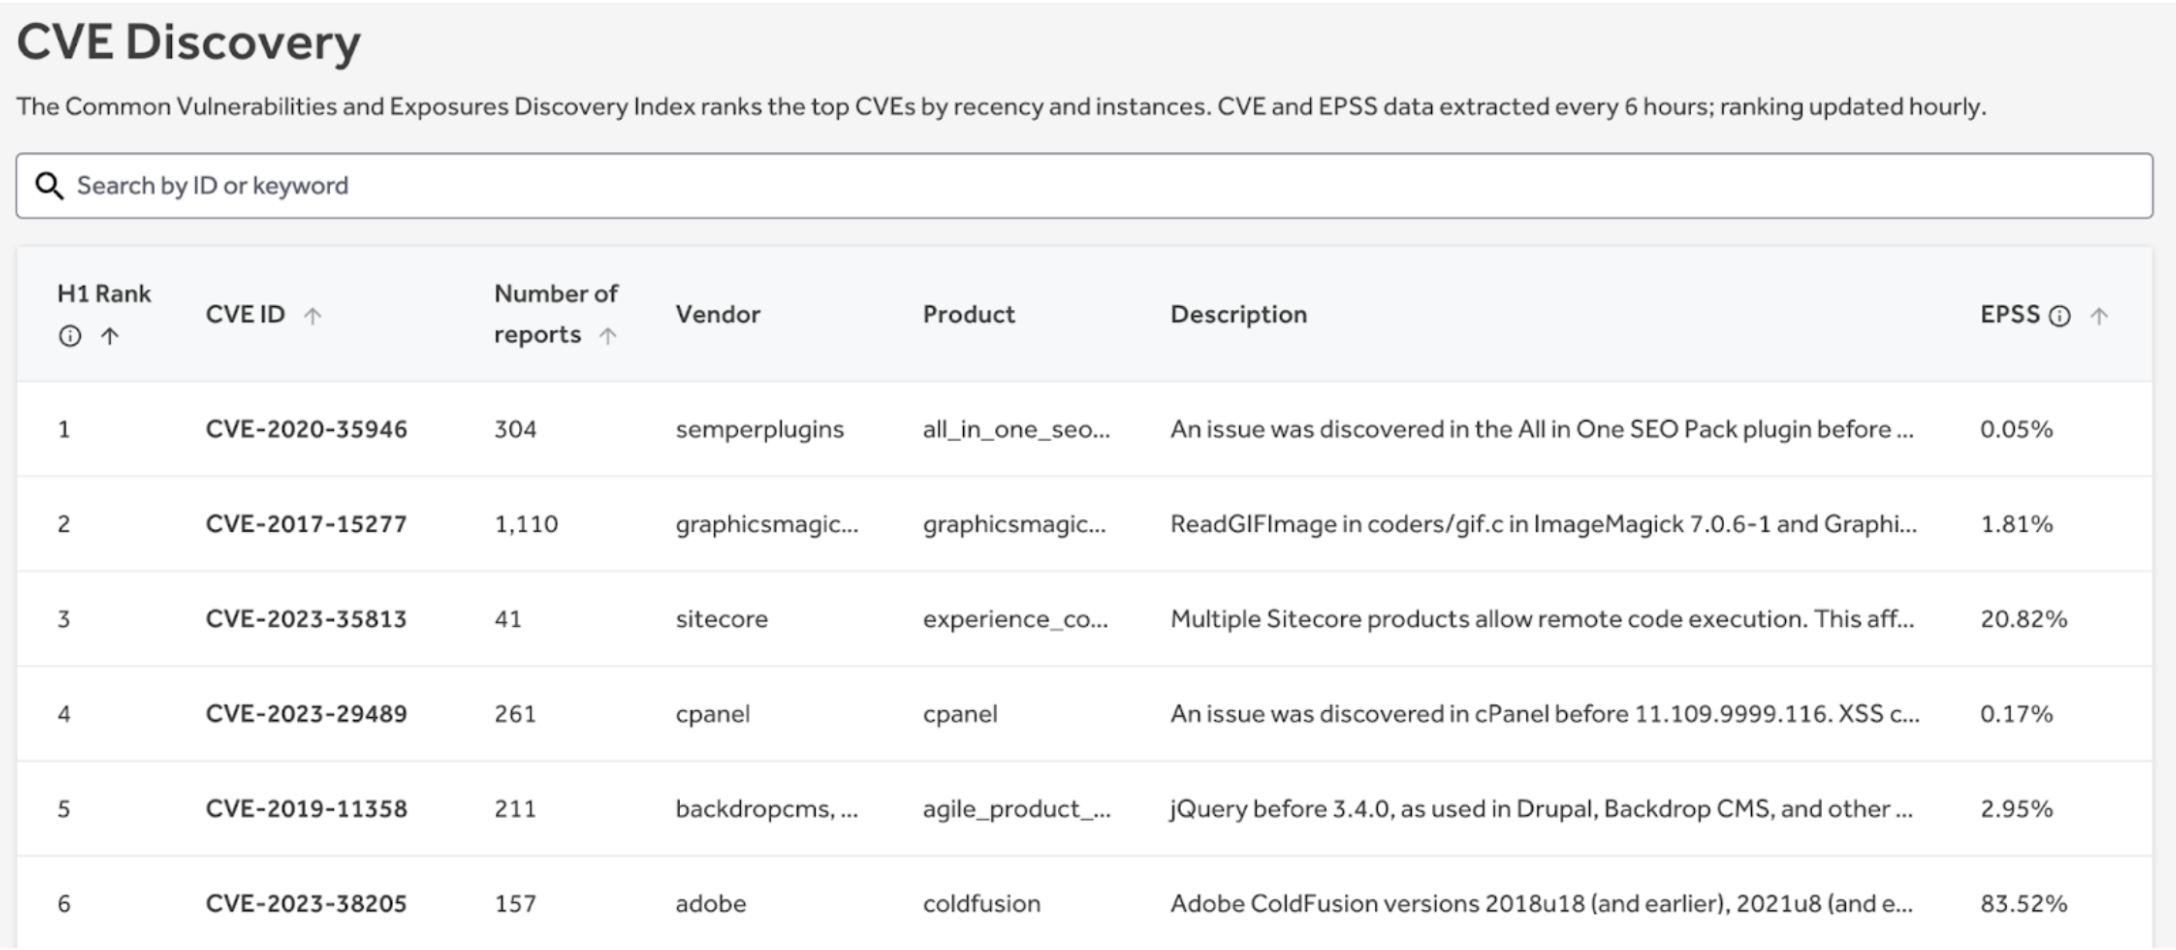 CVE Discovery
The Common Vulnerabilities and Exposures Discovery Index ranks the top CVEs by recency and instances. CVE and EPSS data extracted every 6 hours; ranking updated hourly.
Search by ID or keyword
H1 Rank CVE ID Number of reports Vendor Product Description EPSS
1 CVE-2020-35946 304 semperplugins all_in_one_seo... An issue was discovered in the All in One SEO Pack plugin before ... 0.05%
2 CVE-2017-15277 1,110 graphicsmagic... graphicsmagic... ReadGIFImage in coders/gif.c in ImageMagick 7.0.6-1 and Graphi... 1.81%
3 CVE-2023-35813 41 sitecore experience_co... Multiple Sitecore products allow remote code execution. This aff... 20.82%
4 CVE-2023-29489 261 cpanel cpanel An issue was discovered in cPanel before 11.109.9999.116. XSS c... 0.17%
5 CVE-2019-11358 211 backdropcms, ... agile_product_... jQuery before 3.4.0, as used in Drupal, Backdrop CMS, and other ... 2.95%
6 CVE-2023-38205 157 adobe coldfusion Adobe ColdFusion versions 2018u18 (and earlier), 2021u8 (and e... 83.52%